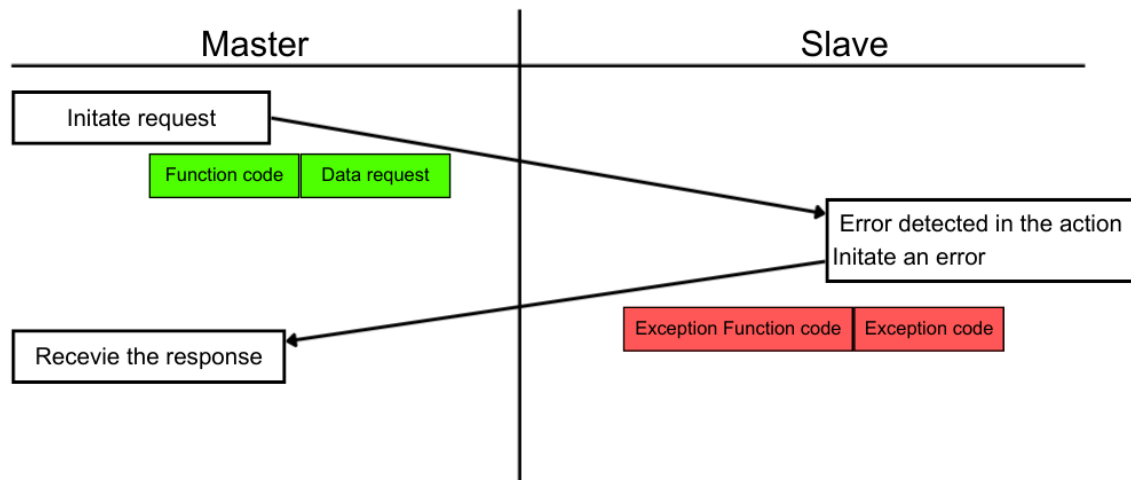 Master
Slave
Initate request
Function code
Data request
Error detected in the action
Initate an error
Exception Function code
Exception code
Recevie the response